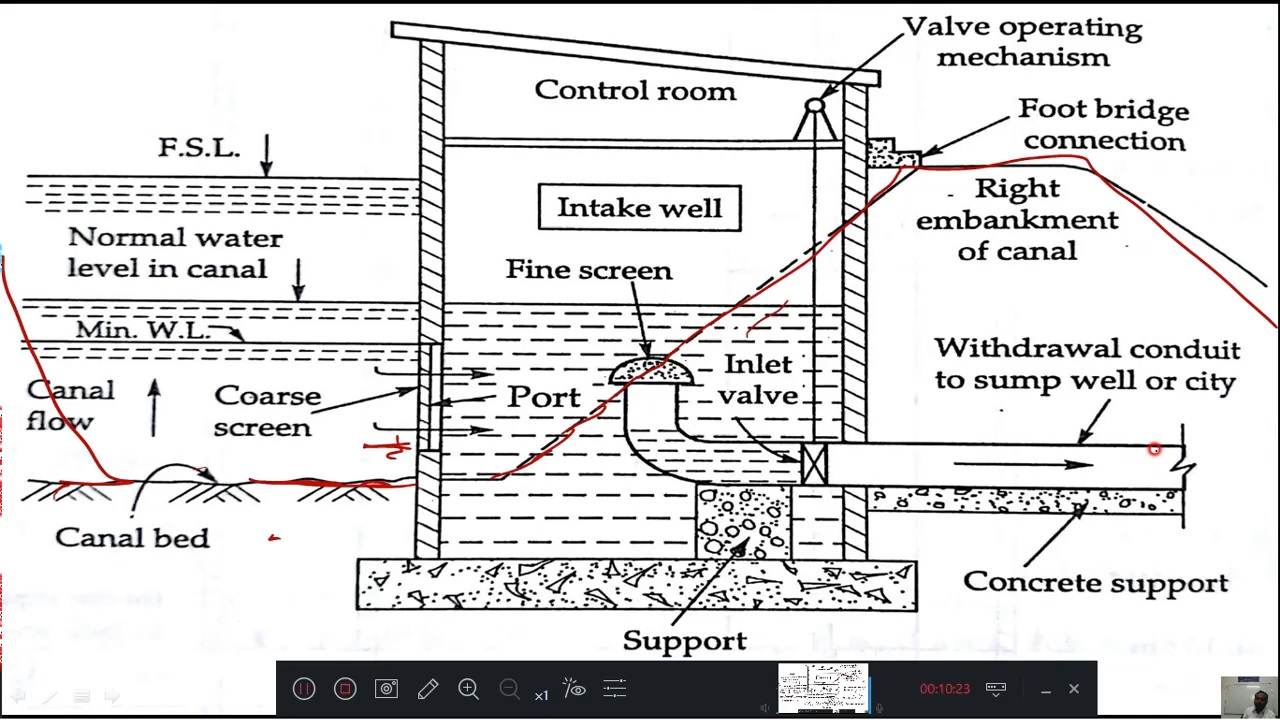 Valve operating
mechanism
Control room
Foot bridge
connection
F.S.L.
Intake well
Right
embankment
of canal
Normal water
level in canal
Fine screen
Min. W.L.
Inlet
valve
Withdrawal conduit
to sump well or city
Canal
flow
Coarse
screen
Port
Canal bed
Concrete support
Support
x1
00:10:23